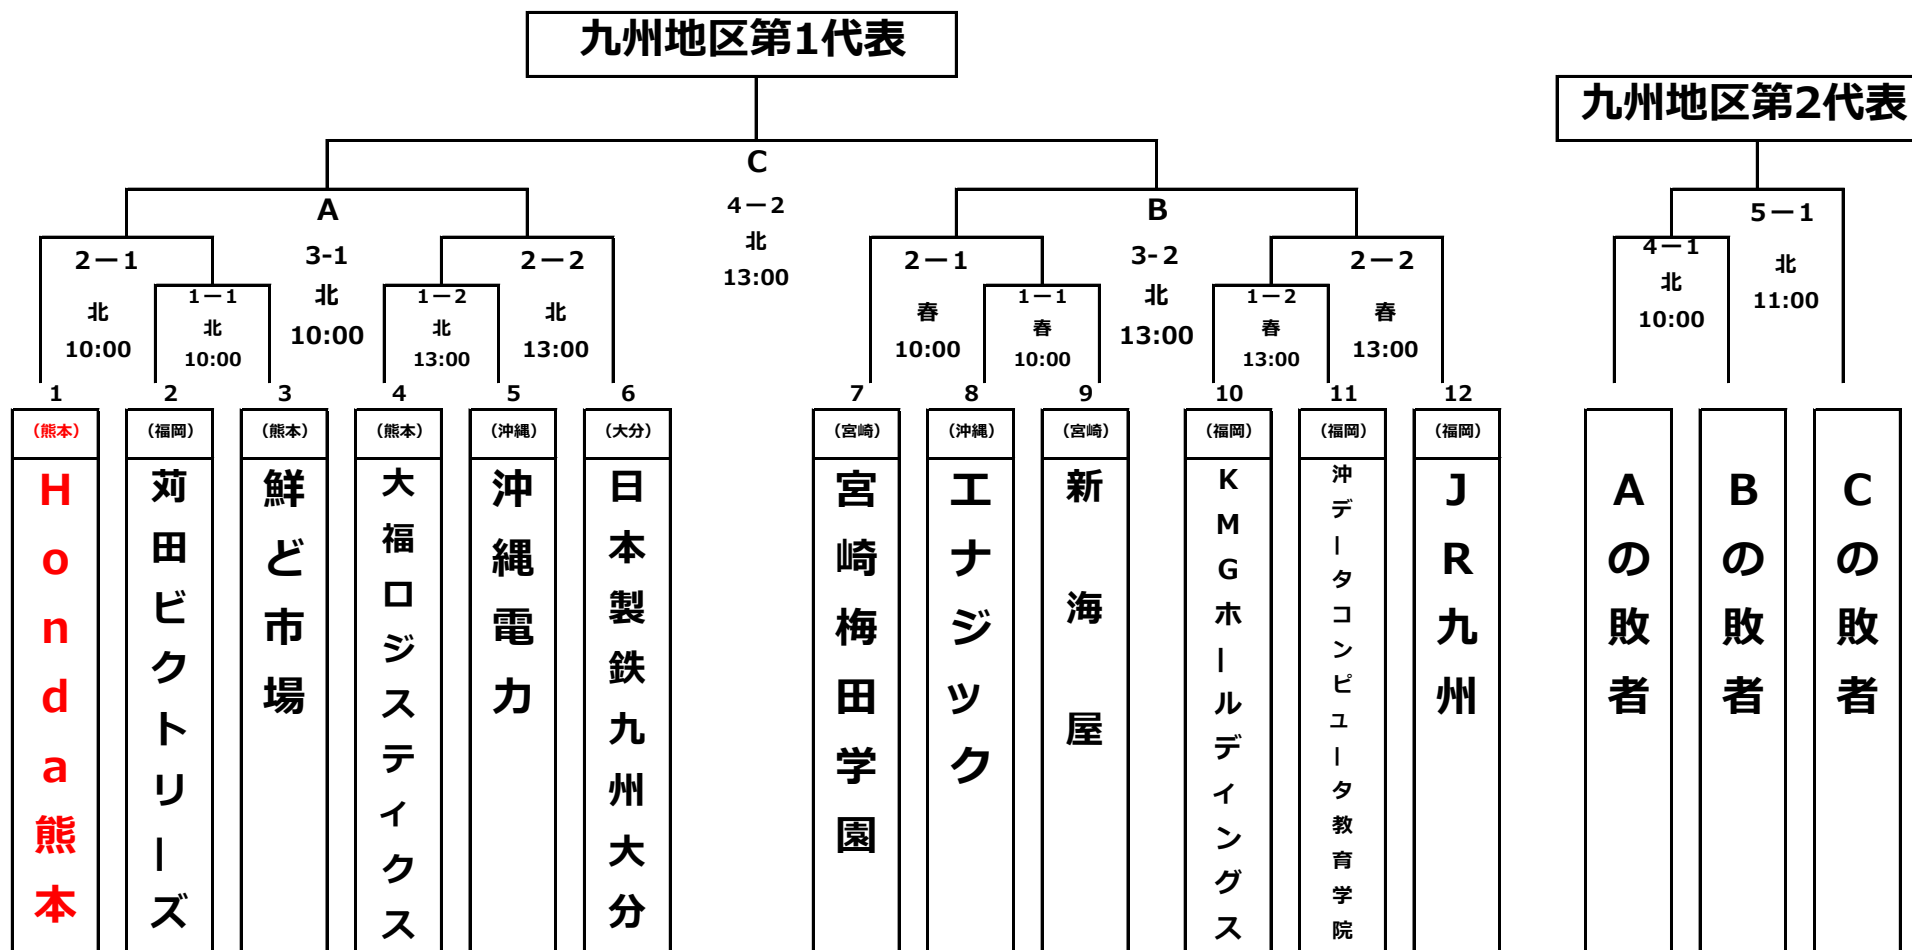 九州地区第1代表
九州地区第2代表
C
4－2
北
13:00
A
3-1
北
10:00
B
3-2
北
13:00
2－1
北
10:00
1－1
北
10:00
1－2
北
13:00
2－2
北
13:00
2－1
春
10:00
1－1
春
10:00
1－2
春
13:00
2－2
春
13:00
5－1
北
11:00
4－1
北
10:00
1
（熊本）
Honda熊本
2
（福岡）
苅田ビクトリーズ
3
（熊本）
鮮ど市場
4
（熊本）
大福ロジスティクス
5
（沖縄）
沖縄電力
6
（大分）
日本製鉄九州大分
7
（宮崎）
宮崎梅田学園
8
（沖縄）
エナジック
9
（宮崎）
新海屋
10
（福岡）
KMGホールディングス
11
（福岡）
沖データコンピュータ教育学院
12
（福岡）
JR九州
Aの敗者
Bの敗者
Cの敗者